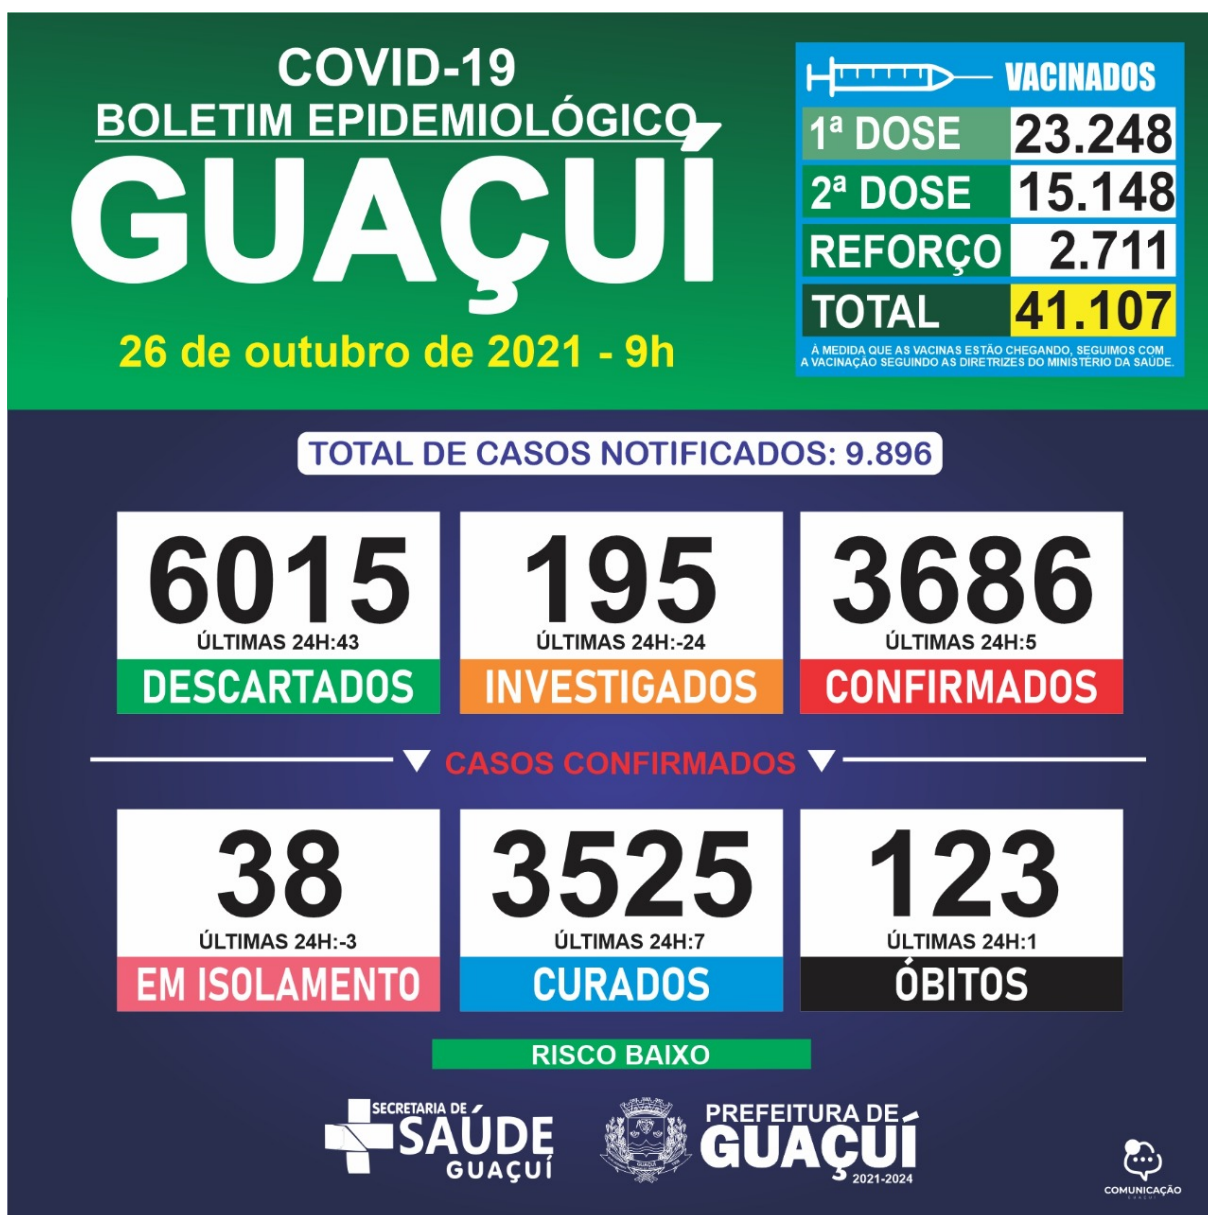 COVID-19
BOLETIM EPIDEMIOLÓGICO
GUAÇUÍ
26 de outubro de 2021 - 9h
VACINADOS
1ª DOSE 23.248
2ª DOSE 15.148
REFORÇO 2.711
TOTAL 41.107
À MEDIDA QUE AS VACINAS ESTÃO CHEGANDO, SEGUIMOS COM
A VACINAÇÃO SEGUINDO AS DIRETRIZES DO MINISTÉRIO DA SAÚDE.
TOTAL DE CASOS NOTIFICADOS: 9.896
6015
ÚLTIMAS 24H:43
DESCARTADOS
195
ÚLTIMAS 24H:-24
INVESTIGADOS
3686
ÚLTIMAS 24H:5
CONFIRMADOS
CASOS CONFIRMADOS
38
ÚLTIMAS 24H:-3
EM ISOLAMENTO
3525
ÚLTIMAS 24H:7
CURADOS
123
ÚLTIMAS 24H:1
ÓBITOS
RISCO BAIXO
SECRETARIA DE
SAÚDE
GUAÇUÍ
PREFEITURA DE
GUAÇUÍ
2021-2024
COMUNICAÇÃO